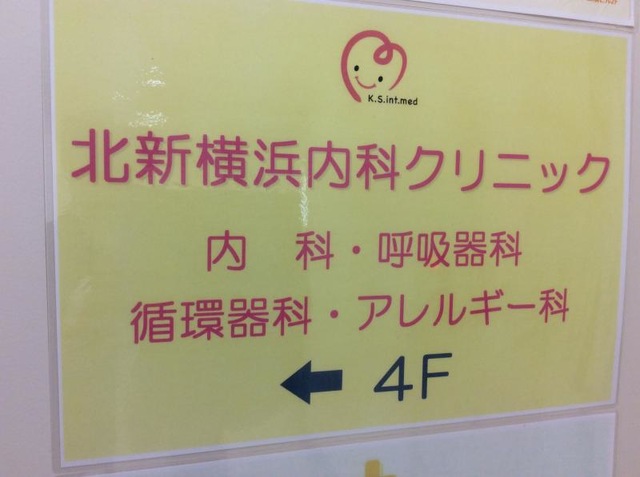 K.S.int.med
北新横浜内科クリニック
内　科・呼吸器科
循環器科・アレルギー科
← 4F